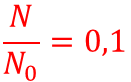 N/N₀ = 0,1